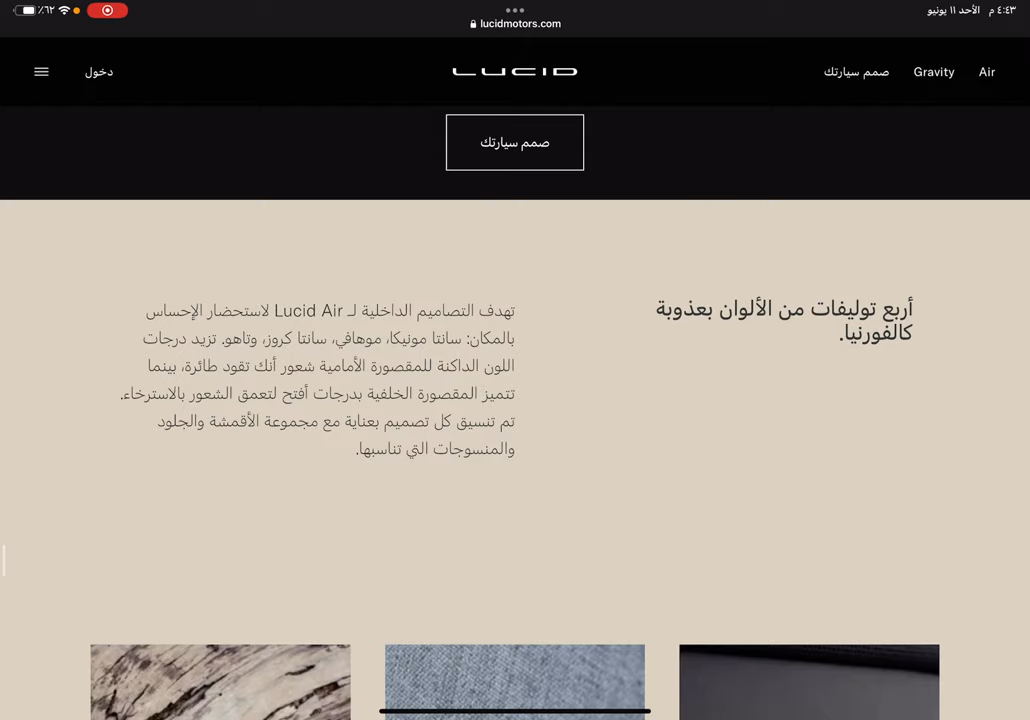 ٤:٤٣ م الأحد ١١ يونيو
٪٦٢
lucidmotors.com
Air Gravity صمم سيارتك
LUCID
دخول
صمم سيارتك
أربع توليفات من الألوان بعذوبة
كالفورنيا.
تهدف التصاميم الداخلية لـ Lucid Air لاستحضار الإحساس
بالمكان: سانتا مونيكا، موهافي، سانتا كروز، وتاهو. تزيد درجات
اللون الداكنة للمقصورة الأمامية شعور أنك تقود طائرة، بينما
تتميز المقصورة الخلفية بدرجات أفتح لتعمق الشعور بالاسترخاء.
تم تنسيق كل تصميم بعناية مع مجموعة الأقمشة والجلود
والمنسوجات التي تناسبها.